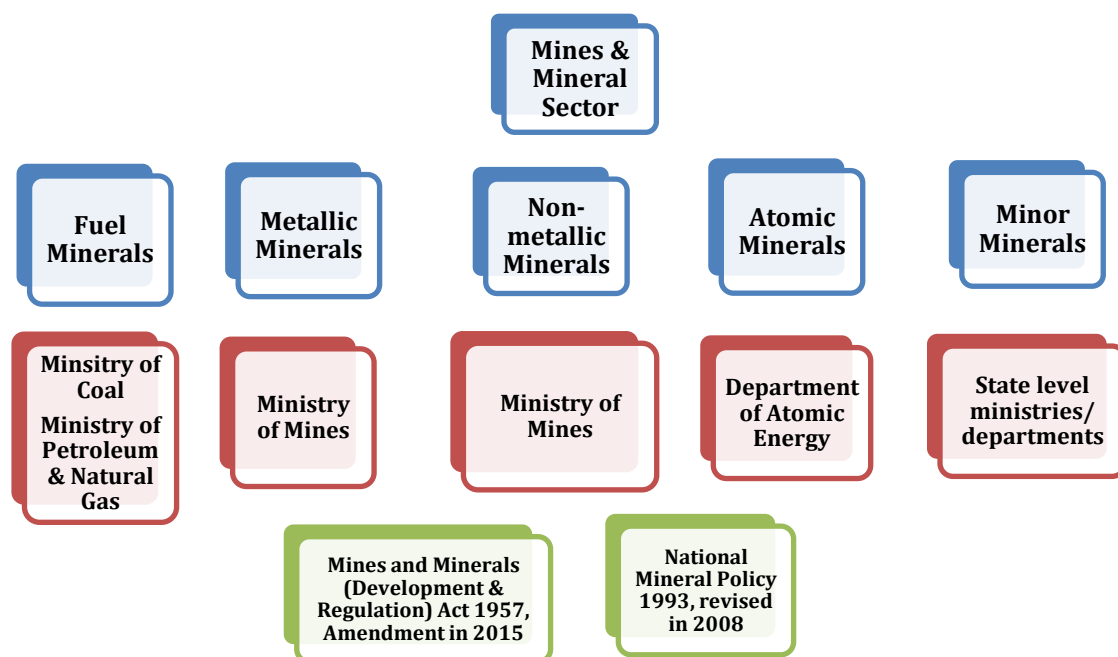 Mines &
Mineral
Sector
Fuel
Minerals
Metallic
Minerals
Non-
metallic
Minerals
Atomic
Minerals
Minor
Minerals
Minsitry of
Coal
Ministry of
Petroleum
& Natural
Gas
Ministry
of Mines
Ministry of
Mines
Department
of Atomic
Energy
State level
ministries/
departments
Mines and Minerals
(Development &
Regulation) Act 1957,
Amendment in 2015
National
Mineral Policy
1993, revised
in 2008